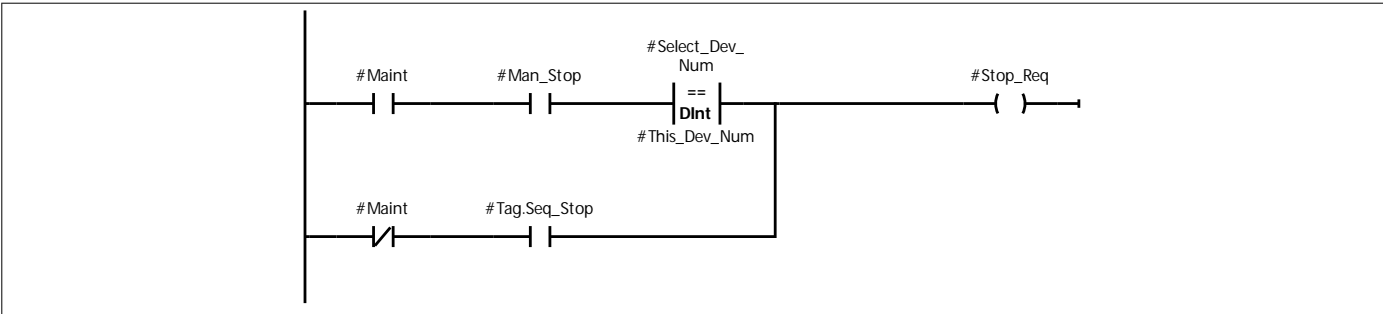 #Select_Dev_
Num
#Maint
#Man_Stop
#Stop_Req
==
DInt
#This_Dev_Num
#Maint
#Tag.Seq_Stop